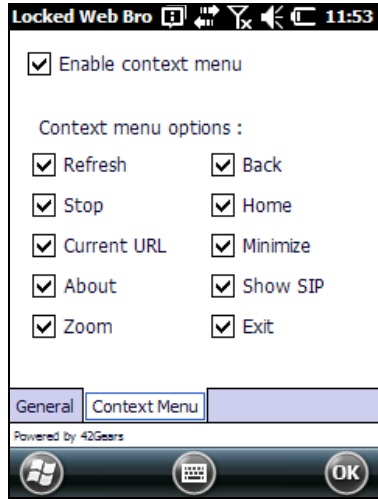 Locked Web Bro 11:53
Enable context menu
Context menu options :
Refresh Back
Stop Home
Current URL Minimize
About Show SIP
Zoom Exit
General Context Menu
Powered by 42Gears
OK